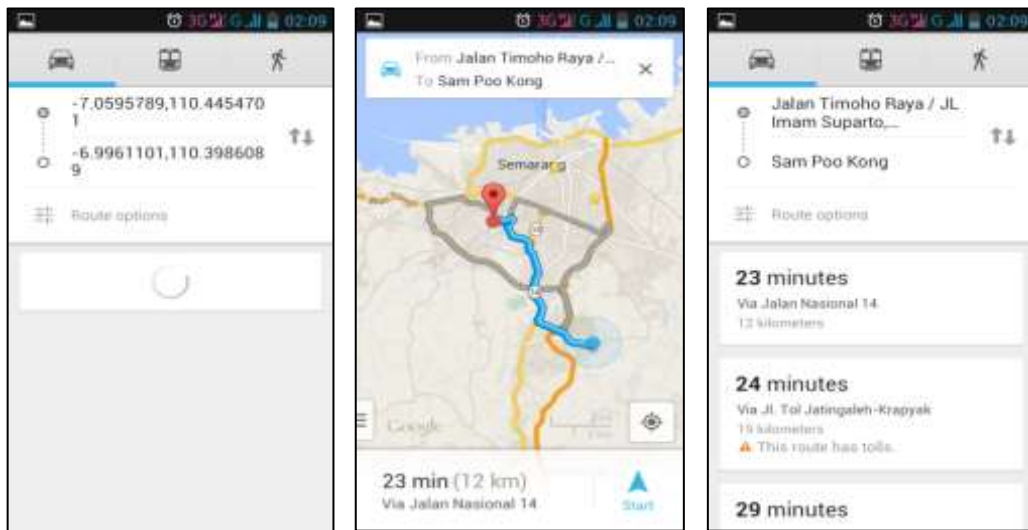 3G G 02:09
-7.0595789,110.445470
1
-6.9961101,110.398608
9
Route options
3G G 02:09
From Jalan Timoho Raya /...
To Sam Poo Kong
Semarang
Google
23 min (12 km)
Via Jalan Nasional 14
Start
3G G 02:09
Jalan Timoho Raya / JL
Imam Suparto,...
Sam Poo Kong
Route options
23 minutes
Via Jalan Nasional 14
12 kilometers
24 minutes
Via Jl. Tol Jatingaleh-Krapyak
19 kilometers
This route has tolls.
29 minutes